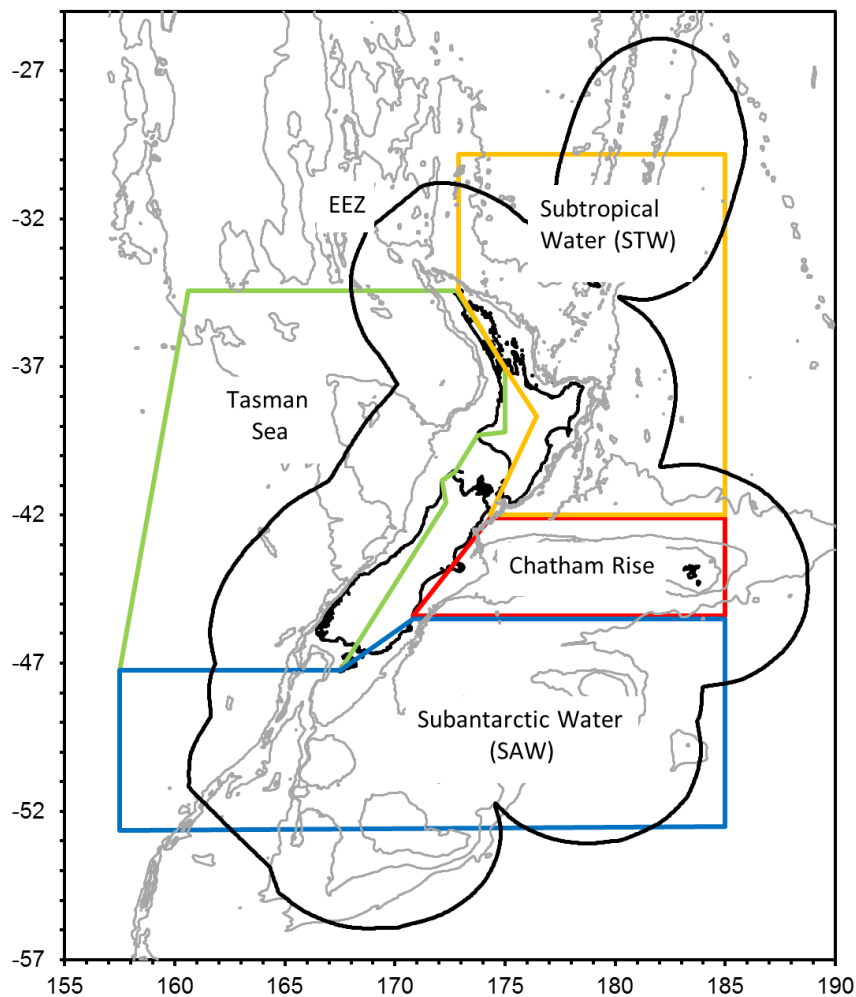 -27
EEZ
Subtropical
Water (STW)
-32
-37
Tasman
Sea
-42
Chatham Rise
-47
Subantarctic Water
(SAW)
-52
-57
155 160 165 170 175 180 185 190